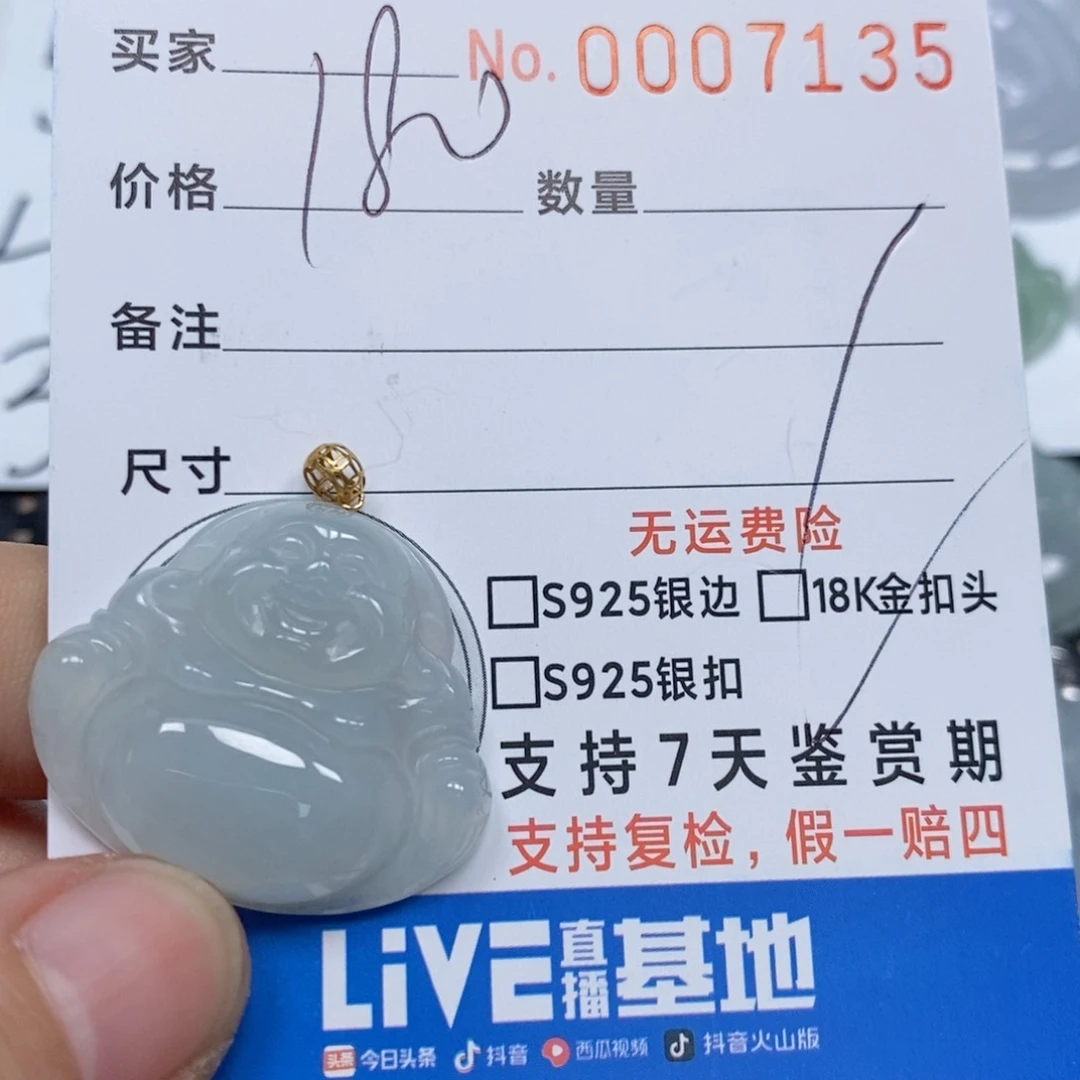 买家 No. 0007135
180
价格 数量
备注
尺寸
无运费险
□S925银边 □18K金扣头
□S925银扣
支持7天鉴赏期
支持复检，假一赔四
LiVE直播基地
头条 今日头条 抖音 西瓜视频 抖音火山版